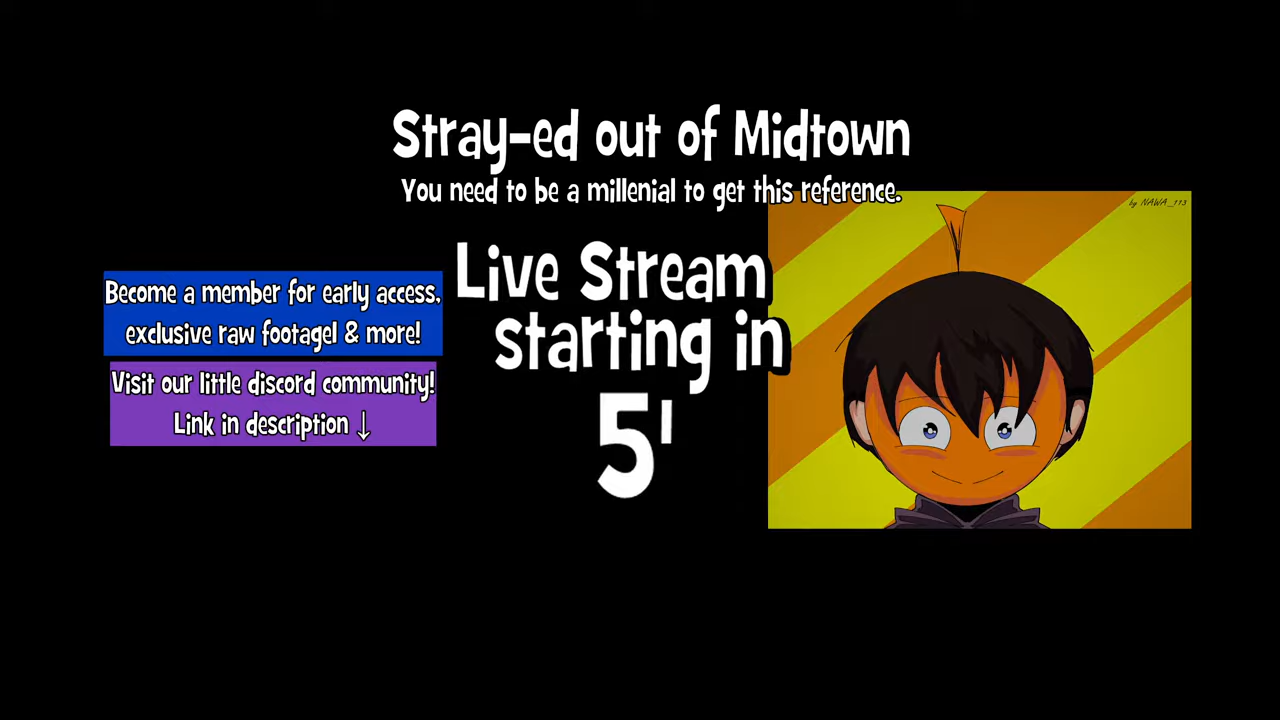 Stray-ed out of Midtown
You need to be a millenial to get this reference.
by NAWA_113
Live Stream
starting in
5'
Become a member for early access,
exclusive raw footage! & more!
Visit our little discord community!
Link in description ↓